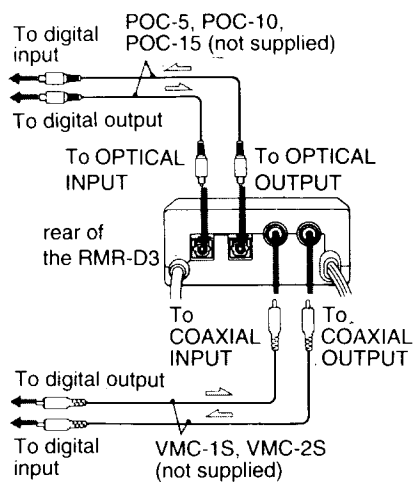 To digital
input
POC-5, POC-10,
POC-15 (not supplied)
To digital output
To OPTICAL
INPUT
To OPTICAL
OUTPUT
rear of
the RMR-D3
To
COAXIAL
INPUT
To
COAXIAL
OUTPUT
To digital output
To digital
input
VMC-1S, VMC-2S
(not supplied)